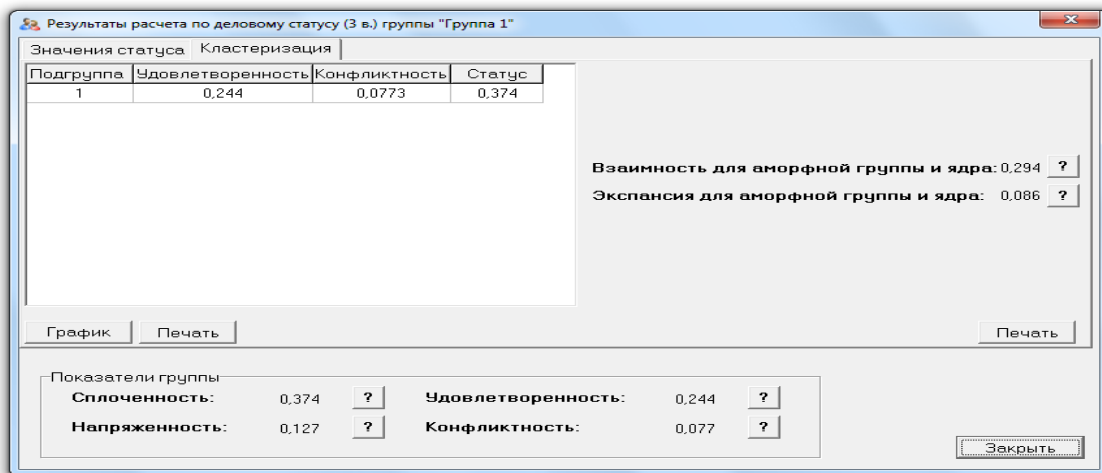 Результаты расчета по деловому статусу (3 в.) группы "Группа 1"
Значения статуса Кластеризация
Подгруппа Удовлетворенность Конфликтность Статус
1 0,244 0,0773 0,374
Взаимность для аморфной группы и ядра: 0,294 ?
Экспансия для аморфной группы и ядра: 0,086 ?
График Печать Печать
Показатели группы
Сплоченность: 0,374 ? Удовлетворенность: 0,244 ?
Напряженность: 0,127 ? Конфликтность: 0,077 ?
Закрыть